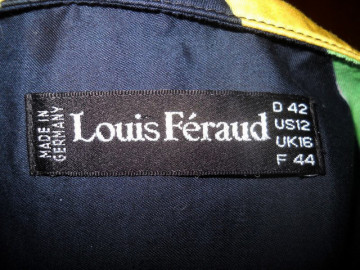 MADE IN
GERMANY
Louis Féraud
D 42
US12
UK16
F 44